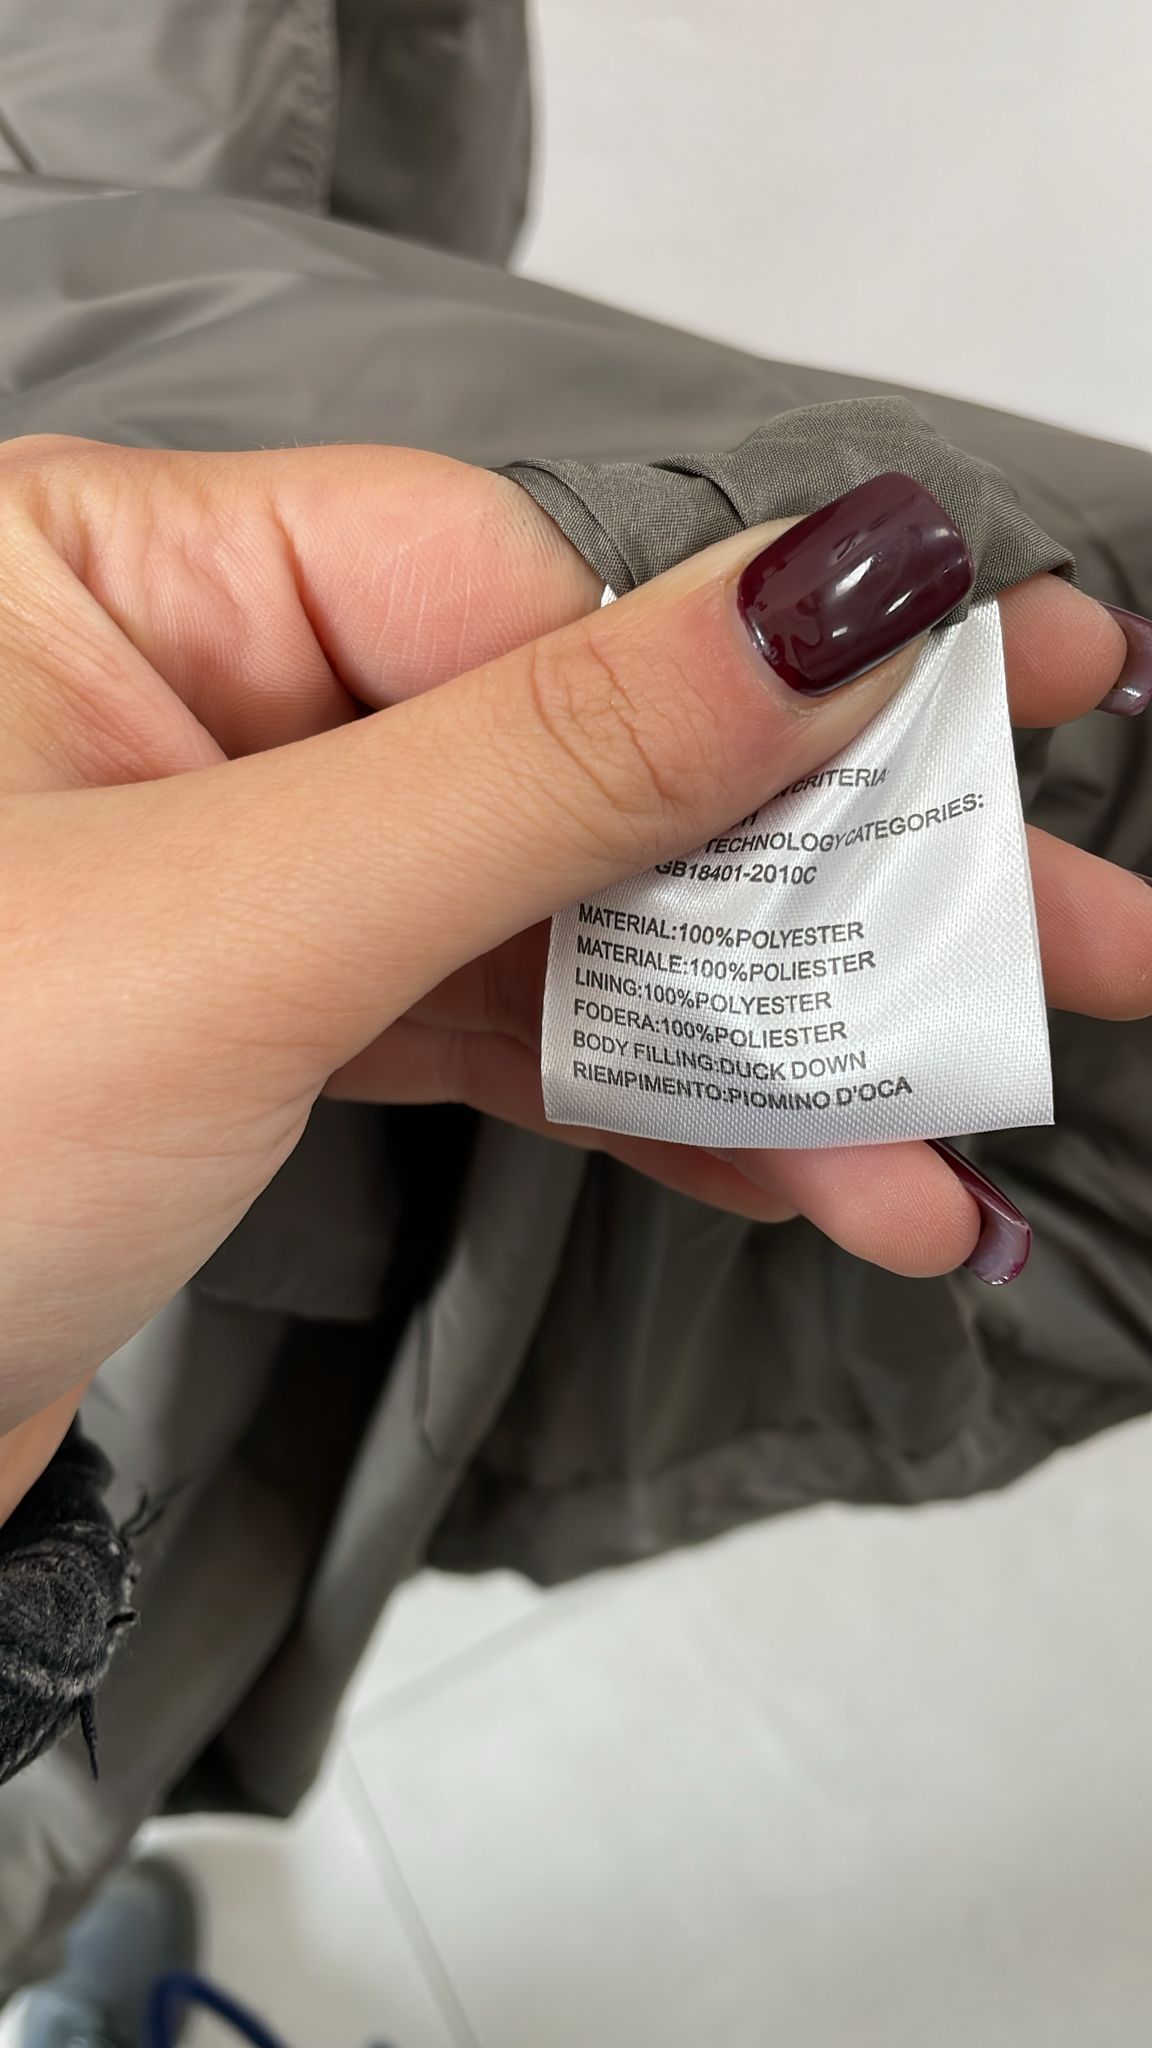 CRITERIA
TECHNOLOGYCATEGORIES:
GB18401-2010C
MATERIAL:100%POLYESTER
MATERIALE:100%POLIESTER
LINING:100%POLYESTER
FODERA:100%POLIESTER
BODY FILLING:DUCK DOWN
RIEMPIMENTO:PIOMINO D'OCA